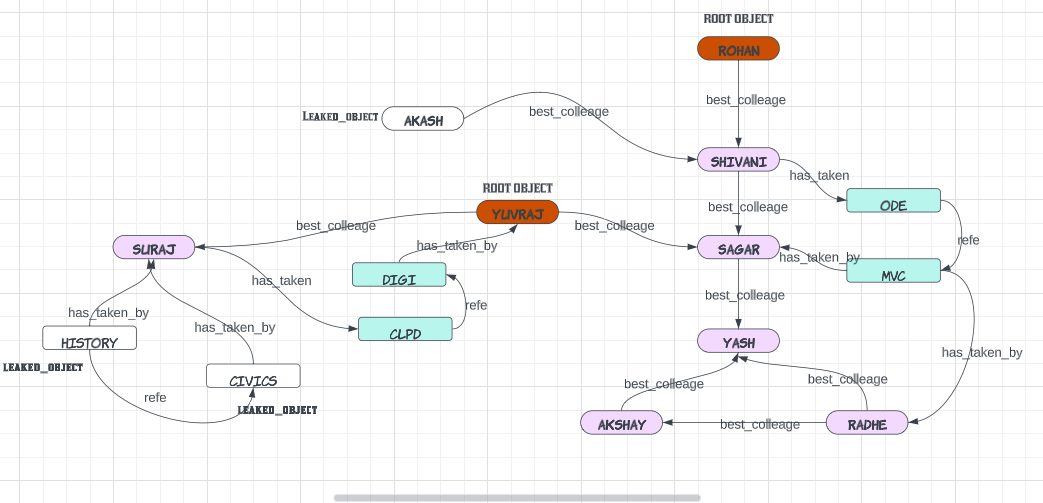 ROOT OBJECT
ROHAN
best_colleage
best_colleage
LEAKED_OBJECT
AKASH
SHIVANI
has_taken
ROOT OBJECT
best_colleage
ODE
YUVRAJ
best_colleage
best_colleage
refe
SURAJ
has_taken_by
SAGAR
has_taken_by
DIGI
MVC
has_taken
best_colleage
refe
has_taken_by
has_taken_by
CLPD
HISTORY
YASH
has_taken_by
LEAKED_OBJECT
CIVICS
best_colleage
best_colleage
refe
LEAKED_OBJECT
AKSHAY
best_colleage
RADHE